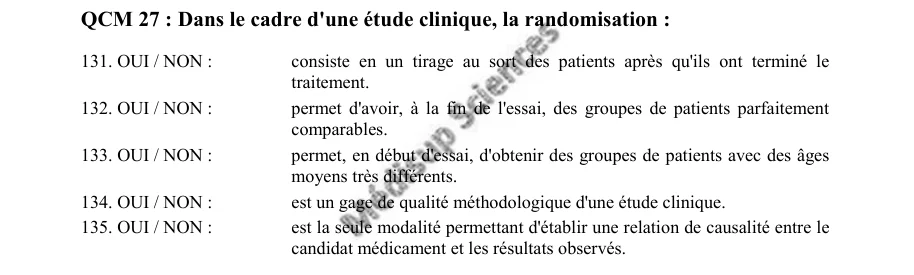 QCM 27 : Dans le cadre d'une étude clinique, la randomisation :
131. OUI / NON : consiste en un tirage au sort des patients après qu'ils ont terminé le
traitement.
132. OUI / NON : permet d'avoir, à la fin de l'essai, des groupes de patients parfaitement
comparables.
133. OUI / NON : permet, en début d'essai, d'obtenir des groupes de patients avec des âges
moyens très différents.
134. OUI / NON : est un gage de qualité méthodologique d'une étude clinique.
135. OUI / NON : est la seule modalité permettant d'établir une relation de causalité entre le
candidat médicament et les résultats observés.
Médisup Sciences